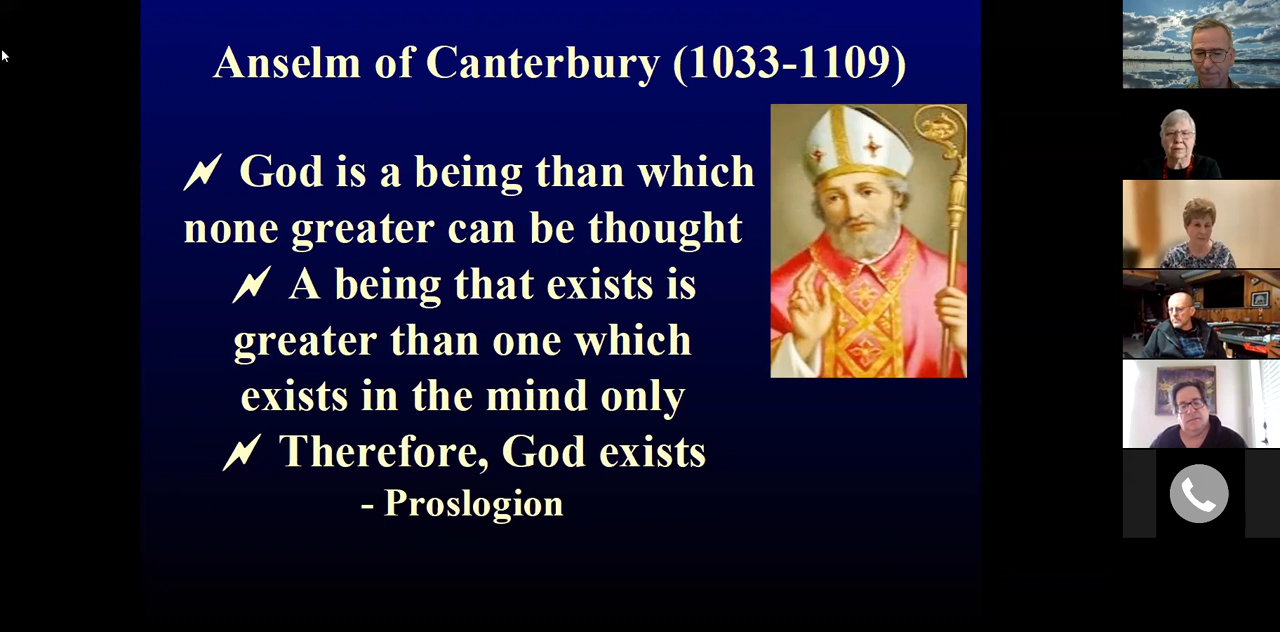 Anselm of Canterbury (1033-1109)
God is a being than which
none greater can be thought
A being that exists is
greater than one which
exists in the mind only
Therefore, God exists
- Proslogion